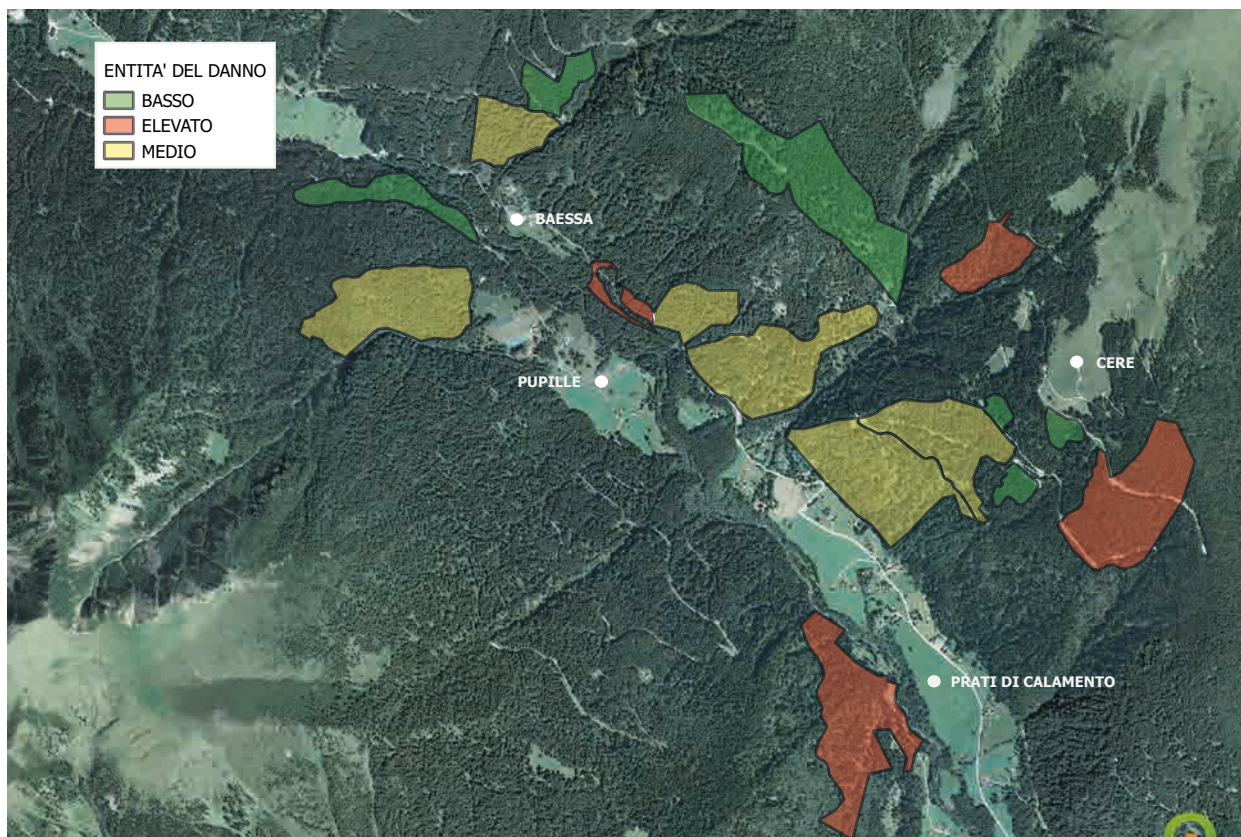 ENTITA' DEL DANNO
BASSO
ELEVATO
MEDIO
BAESSA
CERE
PUPILLE
PRATI DI CALAMENTO